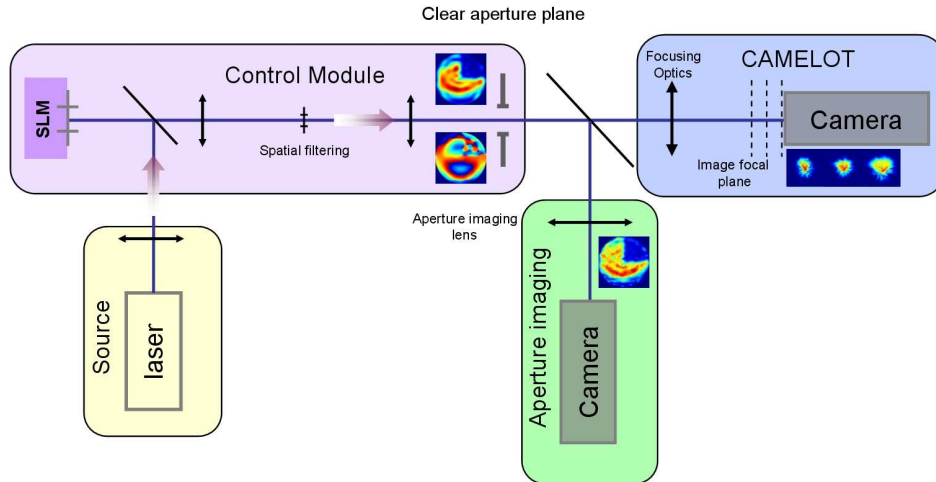 Clear aperture plane
Control Module
SLM
Spatial filtering
Focusing
Optics
CAMELOT
Camera
Image focal
plane
Aperture imaging
lens
Source
laser
Aperture imaging
Camera